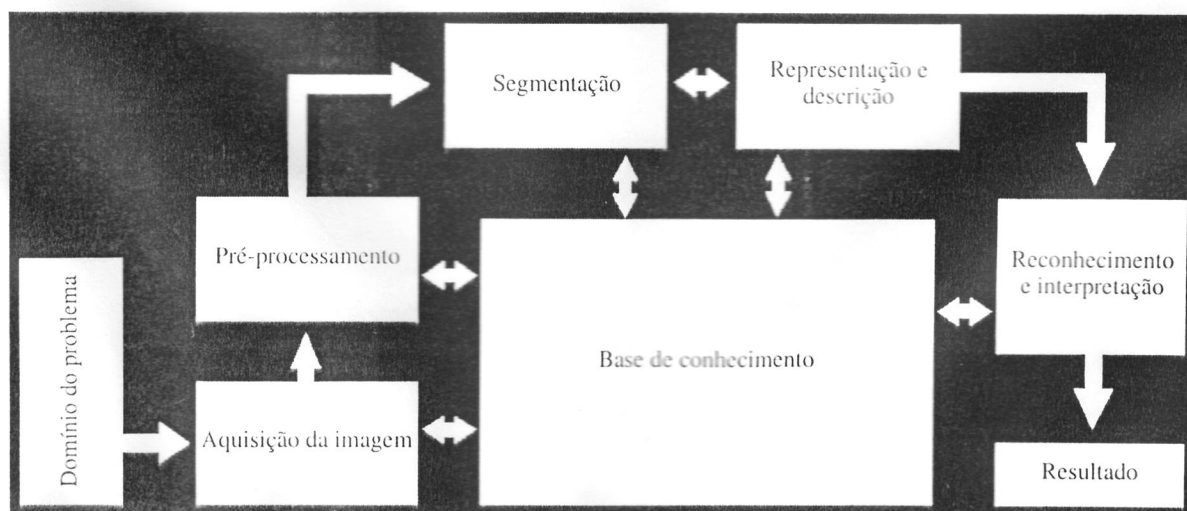 Segmentação
Representação e
descrição
Pré-processamento
Reconhecimento
e interpretação
Domínio do problema
Base de conhecimento
Aquisição da imagem
Resultado